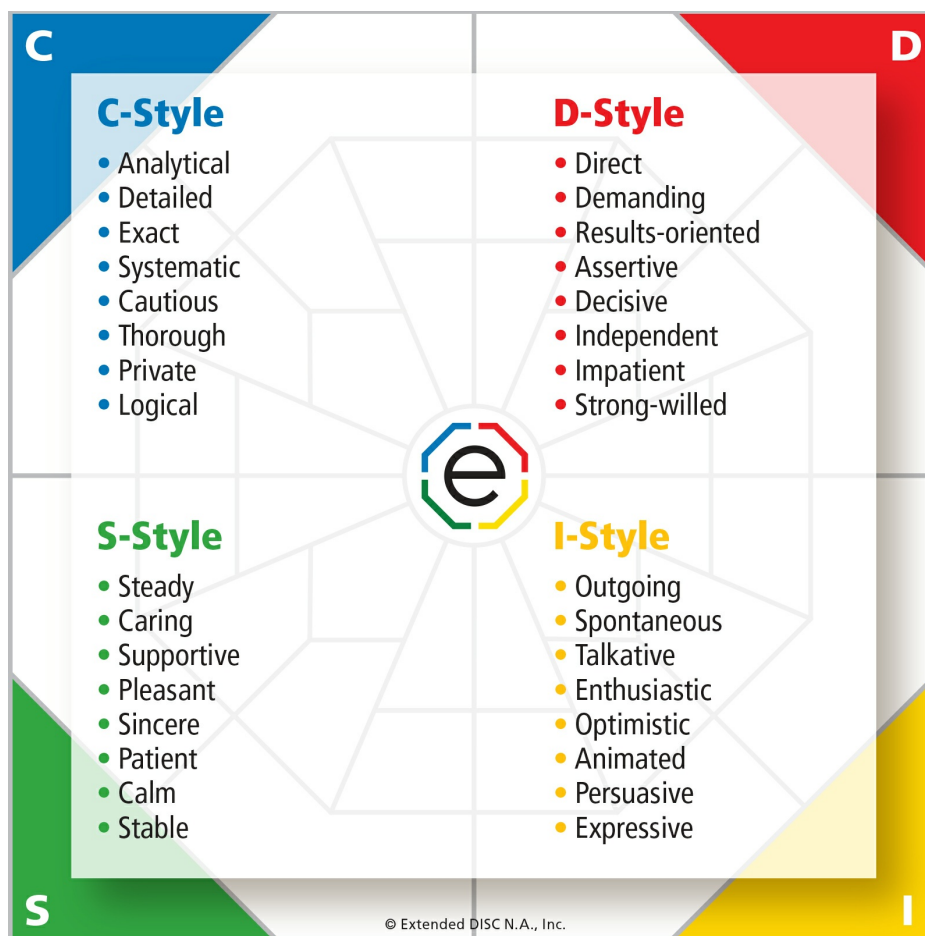 C
D
C-Style
• Analytical
• Detailed
• Exact
• Systematic
• Cautious
• Thorough
• Private
• Logical
D-Style
• Direct
• Demanding
• Results-oriented
• Assertive
• Decisive
• Independent
• Impatient
• Strong-willed
e
S-Style
• Steady
• Caring
• Supportive
• Pleasant
• Sincere
• Patient
• Calm
• Stable
I-Style
• Outgoing
• Spontaneous
• Talkative
• Enthusiastic
• Optimistic
• Animated
• Persuasive
• Expressive
S
I
© Extended DISC N.A., Inc.